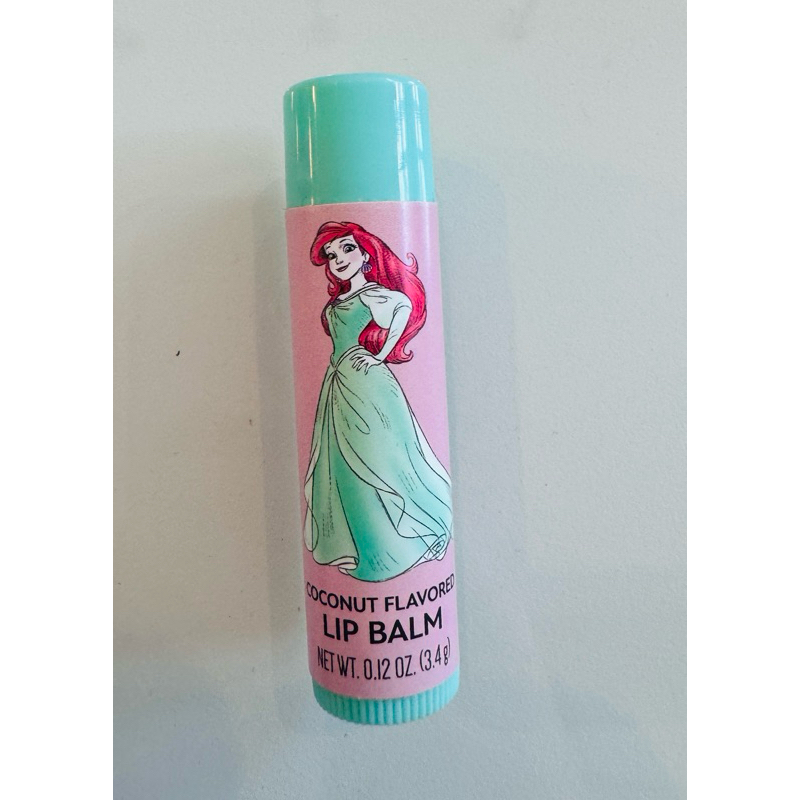 COCONUT FLAVORED
LIP BALM
NET WT. 0.12 OZ. (3.4 g)